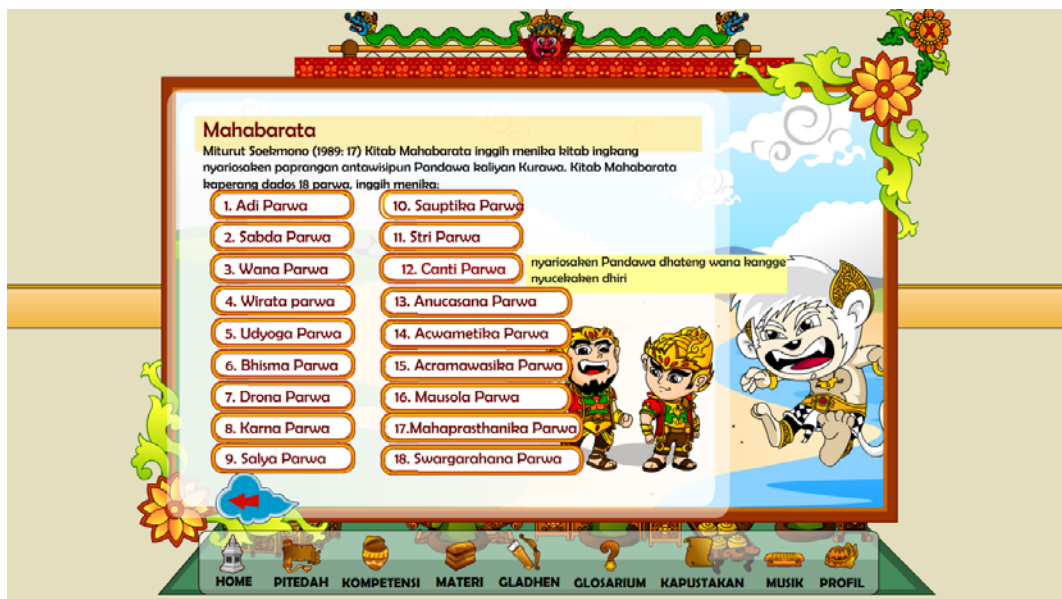 X
Mahabarata
Miturut Soekmono (1989: 17) Kitab Mahabarata inggih menika kitab ingkang
nyariosaken paprangan antawisipun Pandawa kaliyan Kurawa. Kitab Mahabarata
kaperang dados 18 parwa, inggih menika:
1. Adi Parwa
2. Sabda Parwa
3. Wana Parwa
4. Wirata parwa
5. Udyoga Parwa
6. Bhisma Parwa
7. Drona Parwa
8. Karna Parwa
9. Salya Parwa
10. Sauptika Parwa
11. Stri Parwa
12. Canti Parwa
nyariosaken Pandawa dhateng wana kangge
nyucekaken dhiri
13. Anucasana Parwa
14. Acwametika Parwa
15. Acramawasika Parwa
16. Mausola Parwa
17.Mahaprasthanika Parwa
18. Swargarahana Parwa
HOME PITEDAH KOMPETENSI MATERI GLADHEN GLOSARIUM KAPUSTAKAN MUSIK PROFIL